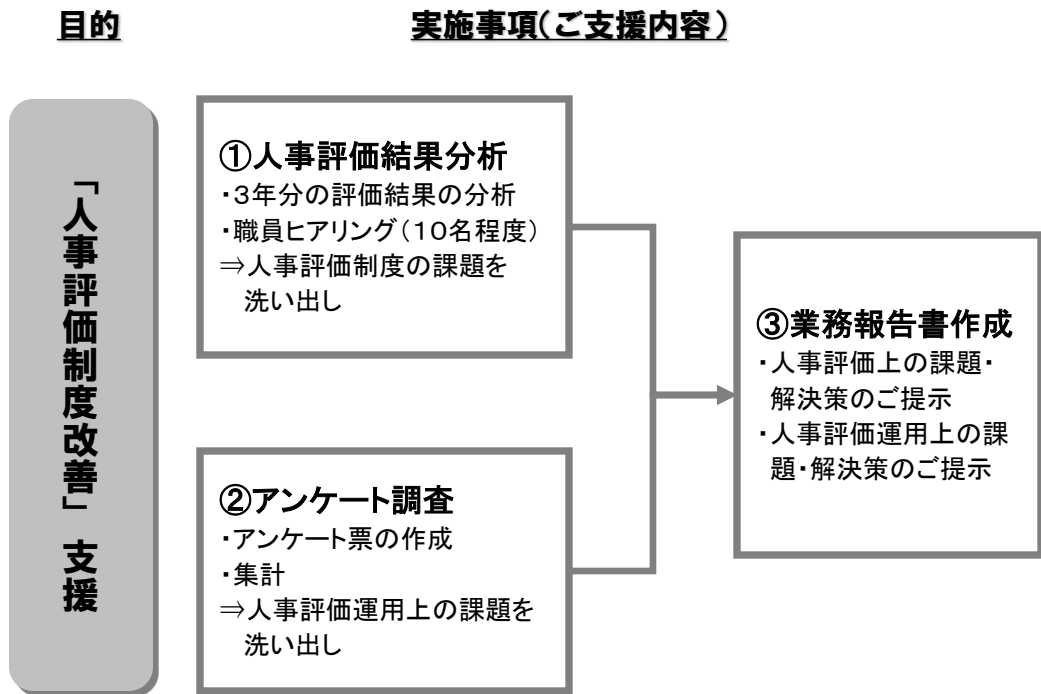 目的
実施事項(ご支援内容)
「人事評価制度改善」支援
①人事評価結果分析
・3年分の評価結果の分析
・職員ヒアリング(10名程度)
⇒人事評価制度の課題を
洗い出し
②アンケート調査
・アンケート票の作成
・集計
⇒人事評価運用上の課題を
洗い出し
③業務報告書作成
・人事評価上の課題・
解決策のご提示
・人事評価運用上の課
題・解決策のご提示